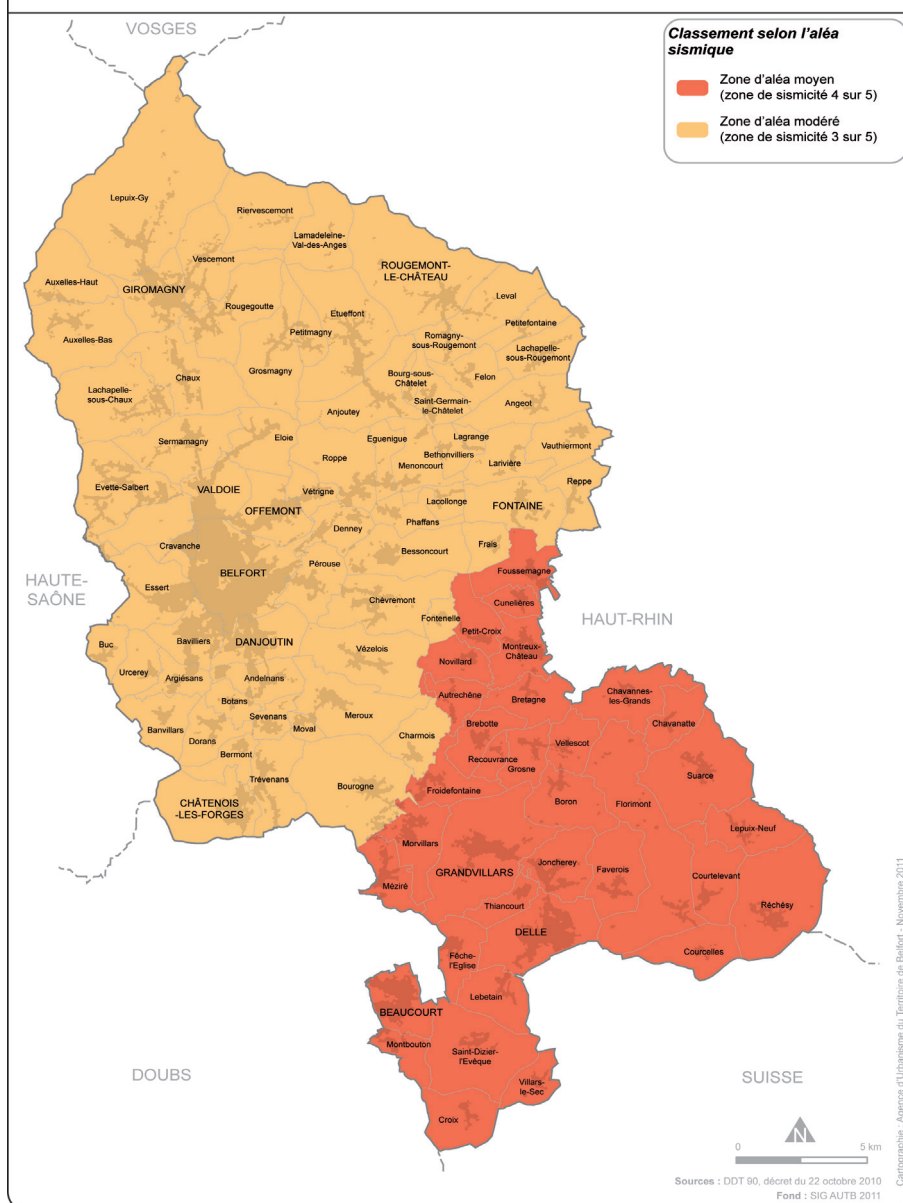 VOSGES
Classement selon l'aléa
sismique
Zone d'aléa moyen
(zone de sismicité 4 sur 5)
Zone d'aléa modéré
(zone de sismicité 3 sur 5)
Lepuix-Gy
Riervescemont
Lamadeleine-
Val-des-Anges
Vescemont
ROUGEMONT-
LE-CHÂTEAU
Auxelles-Haut
GIROMAGNY
Leval
Rougegoutte
Etueffont
Petitefontaine
Petitmagny
Auxelles-Bas
Romagny-
sous-Rougemont
Lachapelle-
sous-Rougemont
Grosmagny
Chaux
Bourg-sous-
Châtelet
Felon
Lachapelle-
sous-Chaux
Saint-Germain-
le-Châtelet
Angeot
Anjoutey
Sermamagny
Eloie
Eguenigue
Lagrange
Vauthiermont
Bethonvilliers
Roppe
Menoncourt
Larivière
Reppe
Evette-Salbert
VALDOIE
Vétrigne
Lacollonge
FONTAINE
OFFEMONT
Phaffans
Denney
Cravanche
Bessoncourt
Frais
Pérouse
Foussemagne
BELFORT
HAUTE-
SAÔNE
Essert
Chèvremont
Cunelières
Fontenelle
HAUT-RHIN
Petit-Croix
Buc
Bavilliers
DANJOUTIN
Vézelois
Montreux-
Château
Novillard
Urcerey
Argiésans
Andelnans
Chavannes-
les-Grands
Autrechêne
Bretagne
Botans
Sevenans
Meroux
Chavanatte
Banvillars
Moval
Brebotte
Charmois
Dorans
Vellescot
Bermont
Recouvrance
Grosne
Suarce
Trévenans
Bourogne
Froidefontaine
CHÂTENOIS
-LES-FORGES
Boron
Florimont
Lepuix-Neuf
Morvillars
Joncherey
Faverois
GRANDVILLARS
Courtelevant
Méziré
Réchésy
Thiancourt
DELLE
Fêche-
l'Eglise
Courcelles
Lebetain
BEAUCOURT
Montbouton
Saint-Dizier-
l'Evêque
DOUBS
Villars-
le-Sec
SUISSE
Croix
N
0 5 km
Sources : DDT 90, décret du 22 octobre 2010
Fond : SIG AUTB 2011
Cartographie : Agence d'Urbanisme du Territoire de Belfort - Novembre 2011